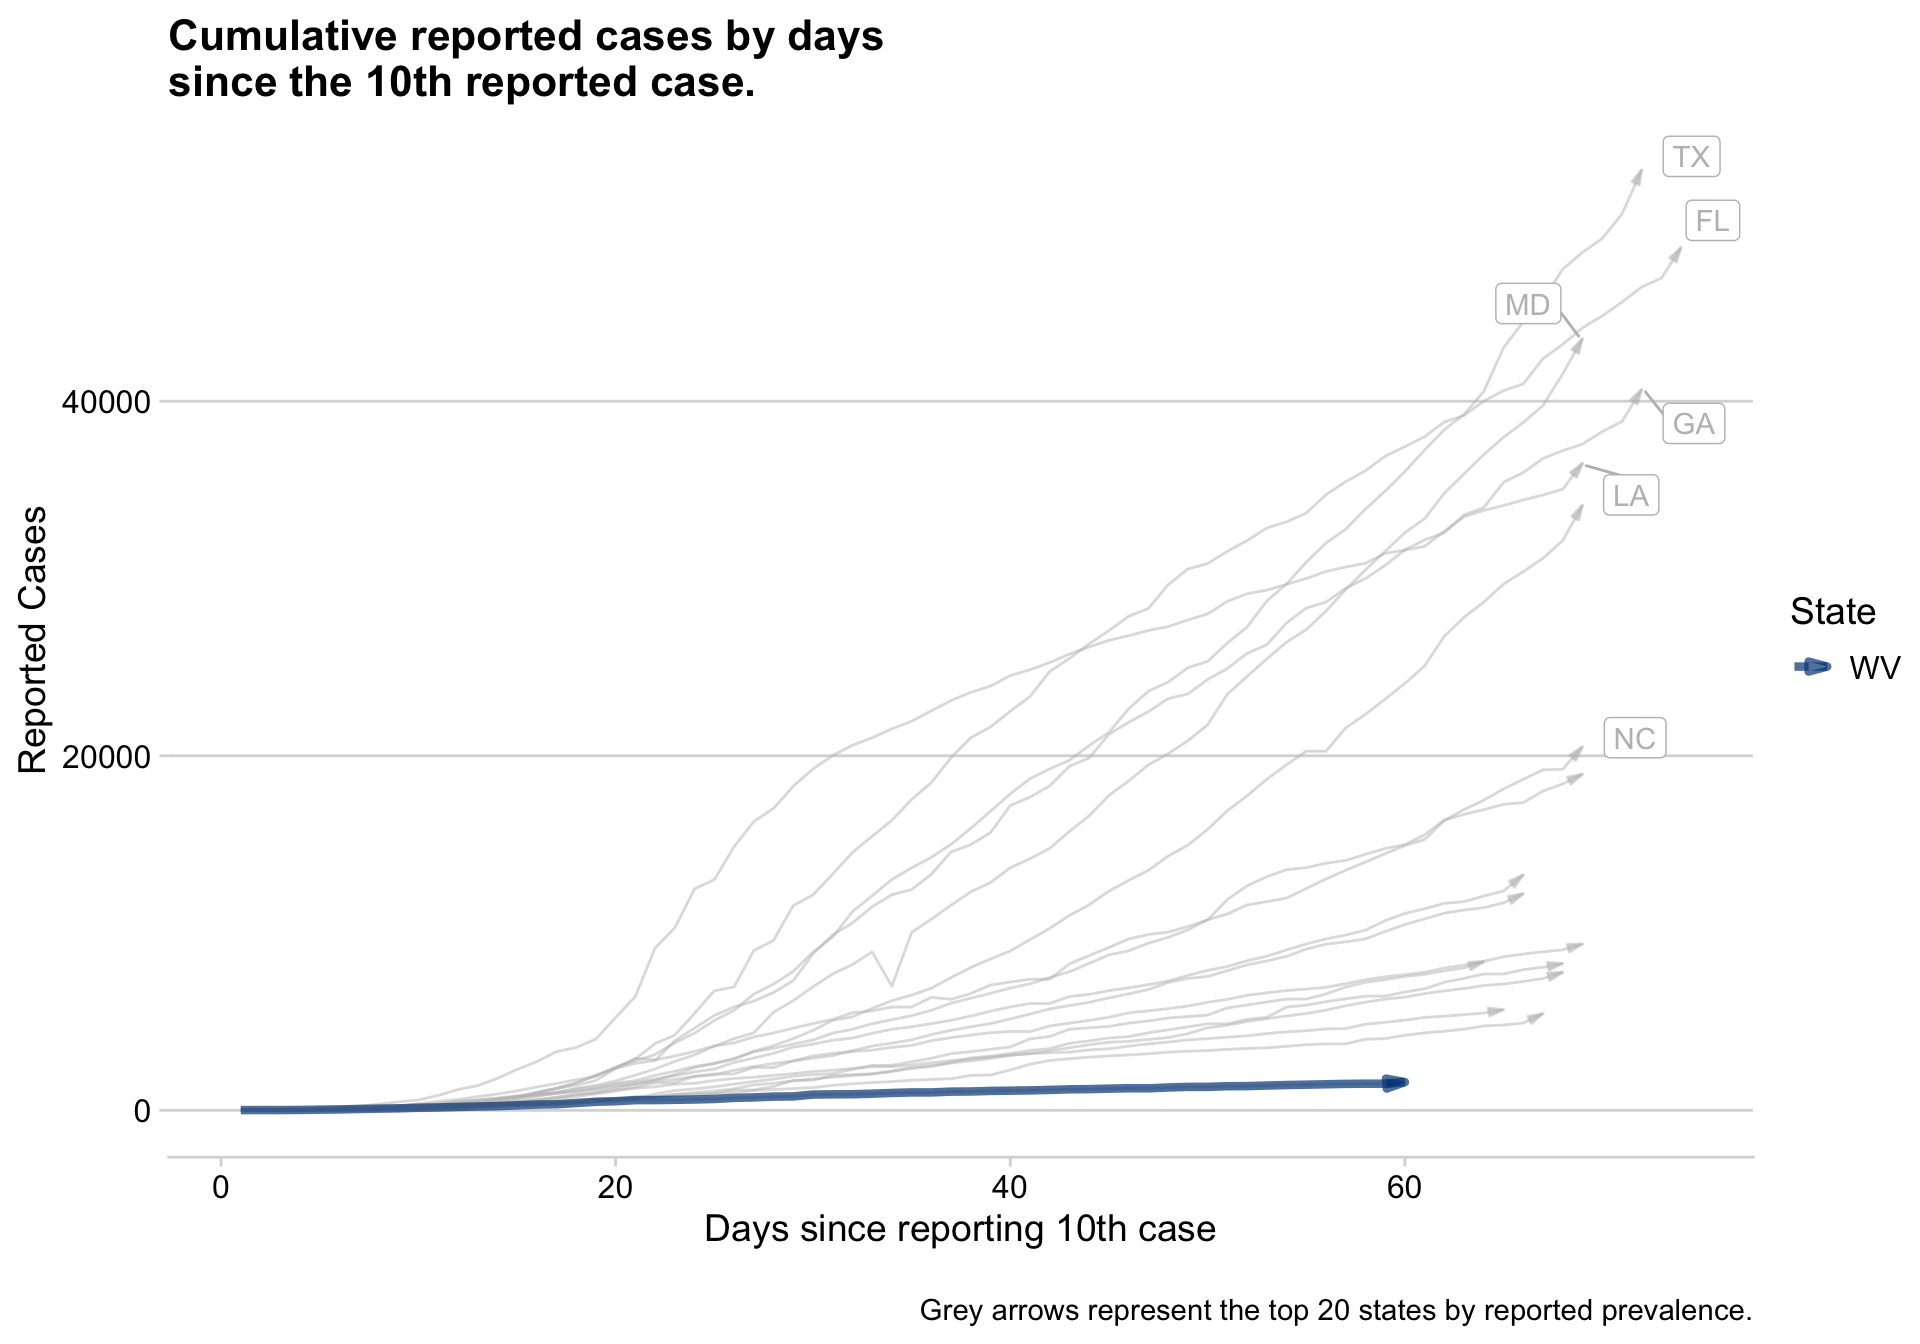 Cumulative reported cases by days
since the 10th reported case.
TX
FL
MD
40000
GA
LA
Reported Cases
State
WV
NC
20000
0
0 20 40 60
Days since reporting 10th case
Grey arrows represent the top 20 states by reported prevalence.